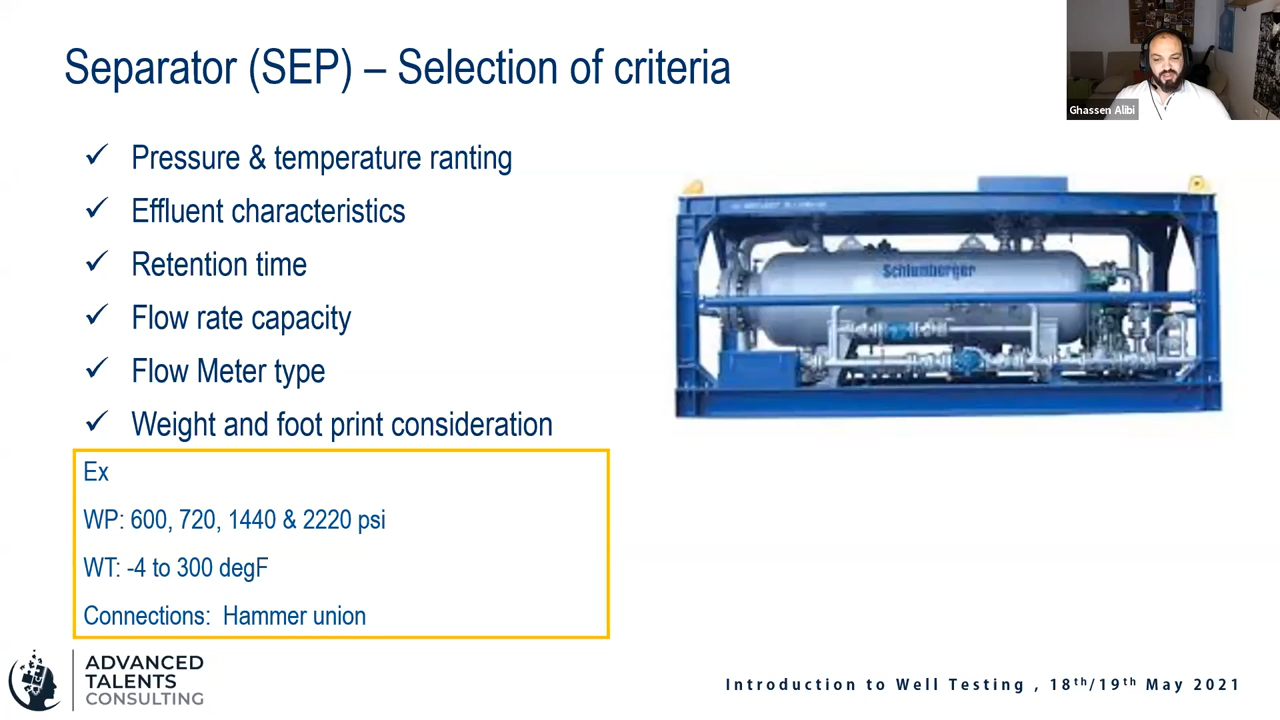 Separator (SEP) – Selection of criteria
Ghassen Alibi
✓ Pressure & temperature ranting
✓ Effluent characteristics
✓ Retention time
✓ Flow rate capacity
✓ Flow Meter type
✓ Weight and foot print consideration
Schlumberger
Ex
WP: 600, 720, 1440 & 2220 psi
WT: -4 to 300 degF
Connections: Hammer union
ADVANCED
TALENTS
CONSULTING
Introduction to Well Testing , 18th/19th May 2021